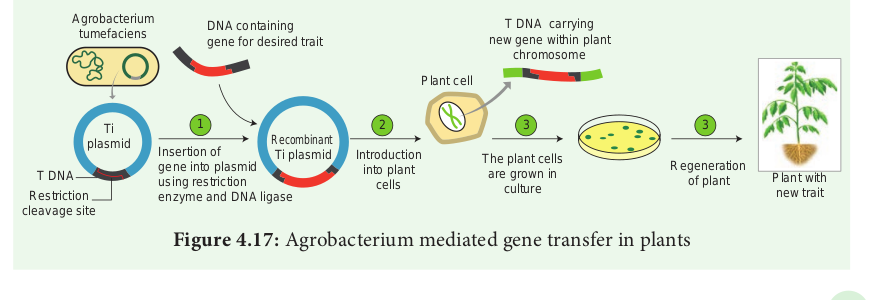 Agrobacterium
tumefaciens
DNA containing
gene for desired trait
T DNA carrying
new gene within plant
chromosome
Plant cell
Ti
plasmid
1
Recombinant
Ti plasmid
2
3
3
T DNA
Restriction
cleavage site
Insertion of
gene into plasmid
using restriction
enzyme and DNA ligase
Introduction
into plant
cells
The plant cells
are grown in
culture
Regeneration
of plant
Plant with
new trait
Figure 4.17: Agrobacterium mediated gene transfer in plants